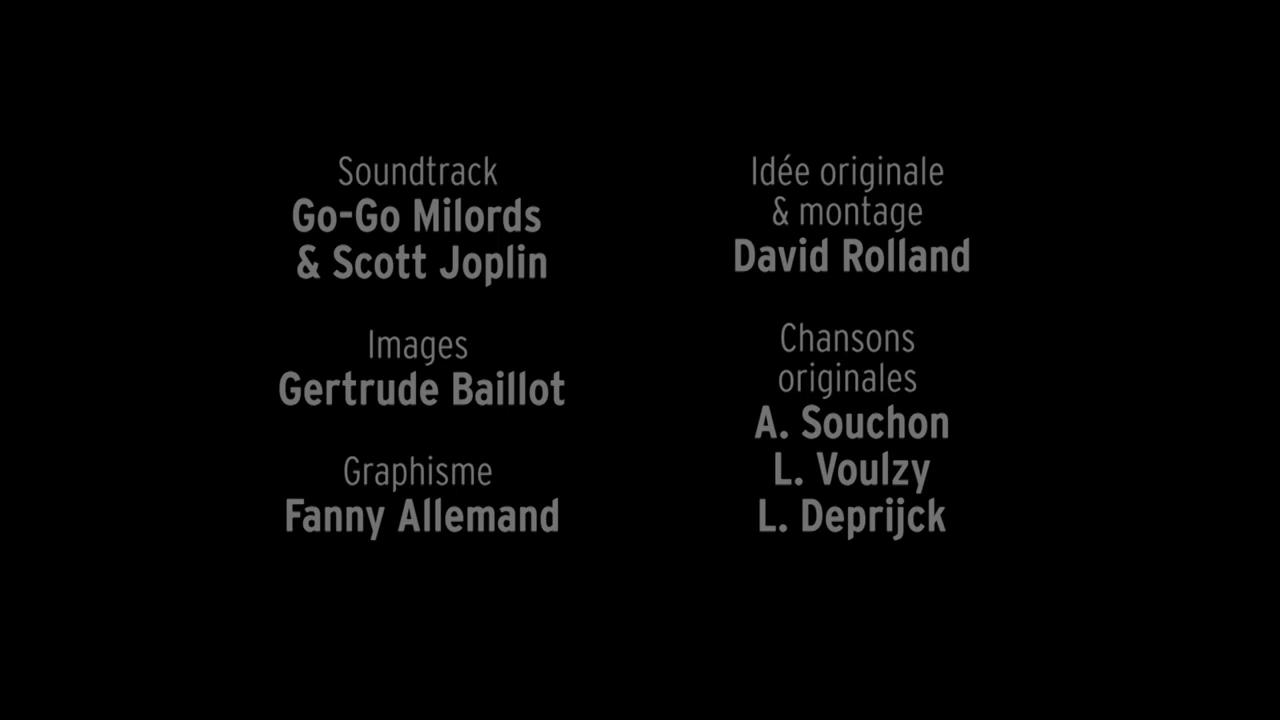 Soundtrack
Go-Go Milords
& Scott Joplin
Images
Gertrude Baillot
Graphisme
Fanny Allemand
Idée originale
& montage
David Rolland
Chansons
originales
A. Souchon
L. Voulzy
L. Deprijck